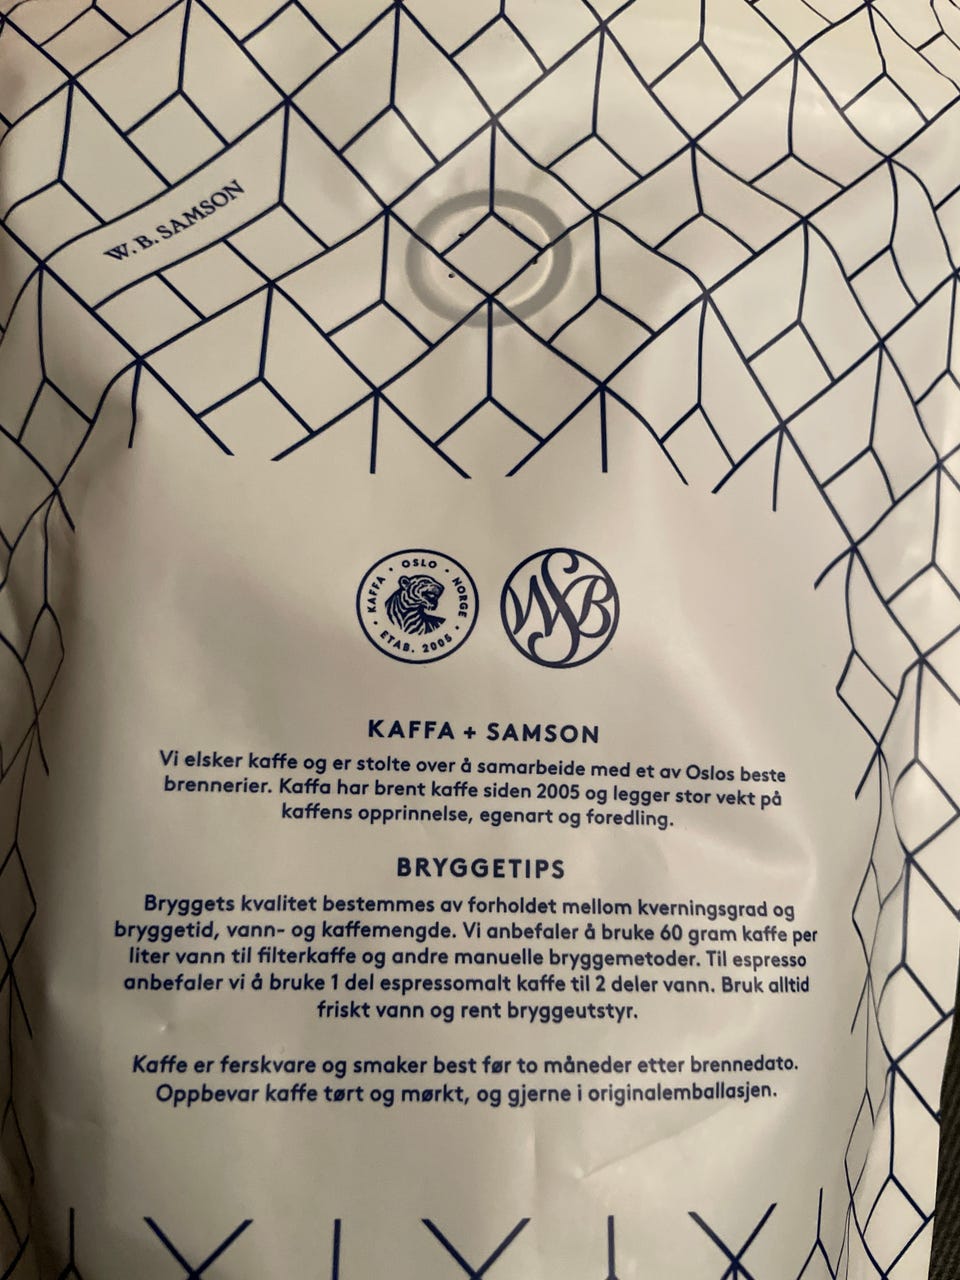 W. B. SAMSON
KAFFA · OSLO · NORGE · ETAB. 2005 ·
WSB
KAFFA + SAMSON
Vi elsker kaffe og er stolte over å samarbeide med et av Oslos beste
brennerier. Kaffa har brent kaffe siden 2005 og legger stor vekt på
kaffens opprinnelse, egenart og foredling.
BRYGGETIPS
Bryggets kvalitet bestemmes av forholdet mellom kverningsgrad og
bryggetid, vann- og kaffemengde. Vi anbefaler å bruke 60 gram kaffe per
liter vann til filterkaffe og andre manuelle bryggemetoder. Til espresso
anbefaler vi å bruke 1 del espressomalt kaffe til 2 deler vann. Bruk alltid
friskt vann og rent bryggeutstyr.
Kaffe er ferskvare og smaker best før to måneder etter brennedato.
Oppbevar kaffe tørt og mørkt, og gjerne i originalemballasjen.